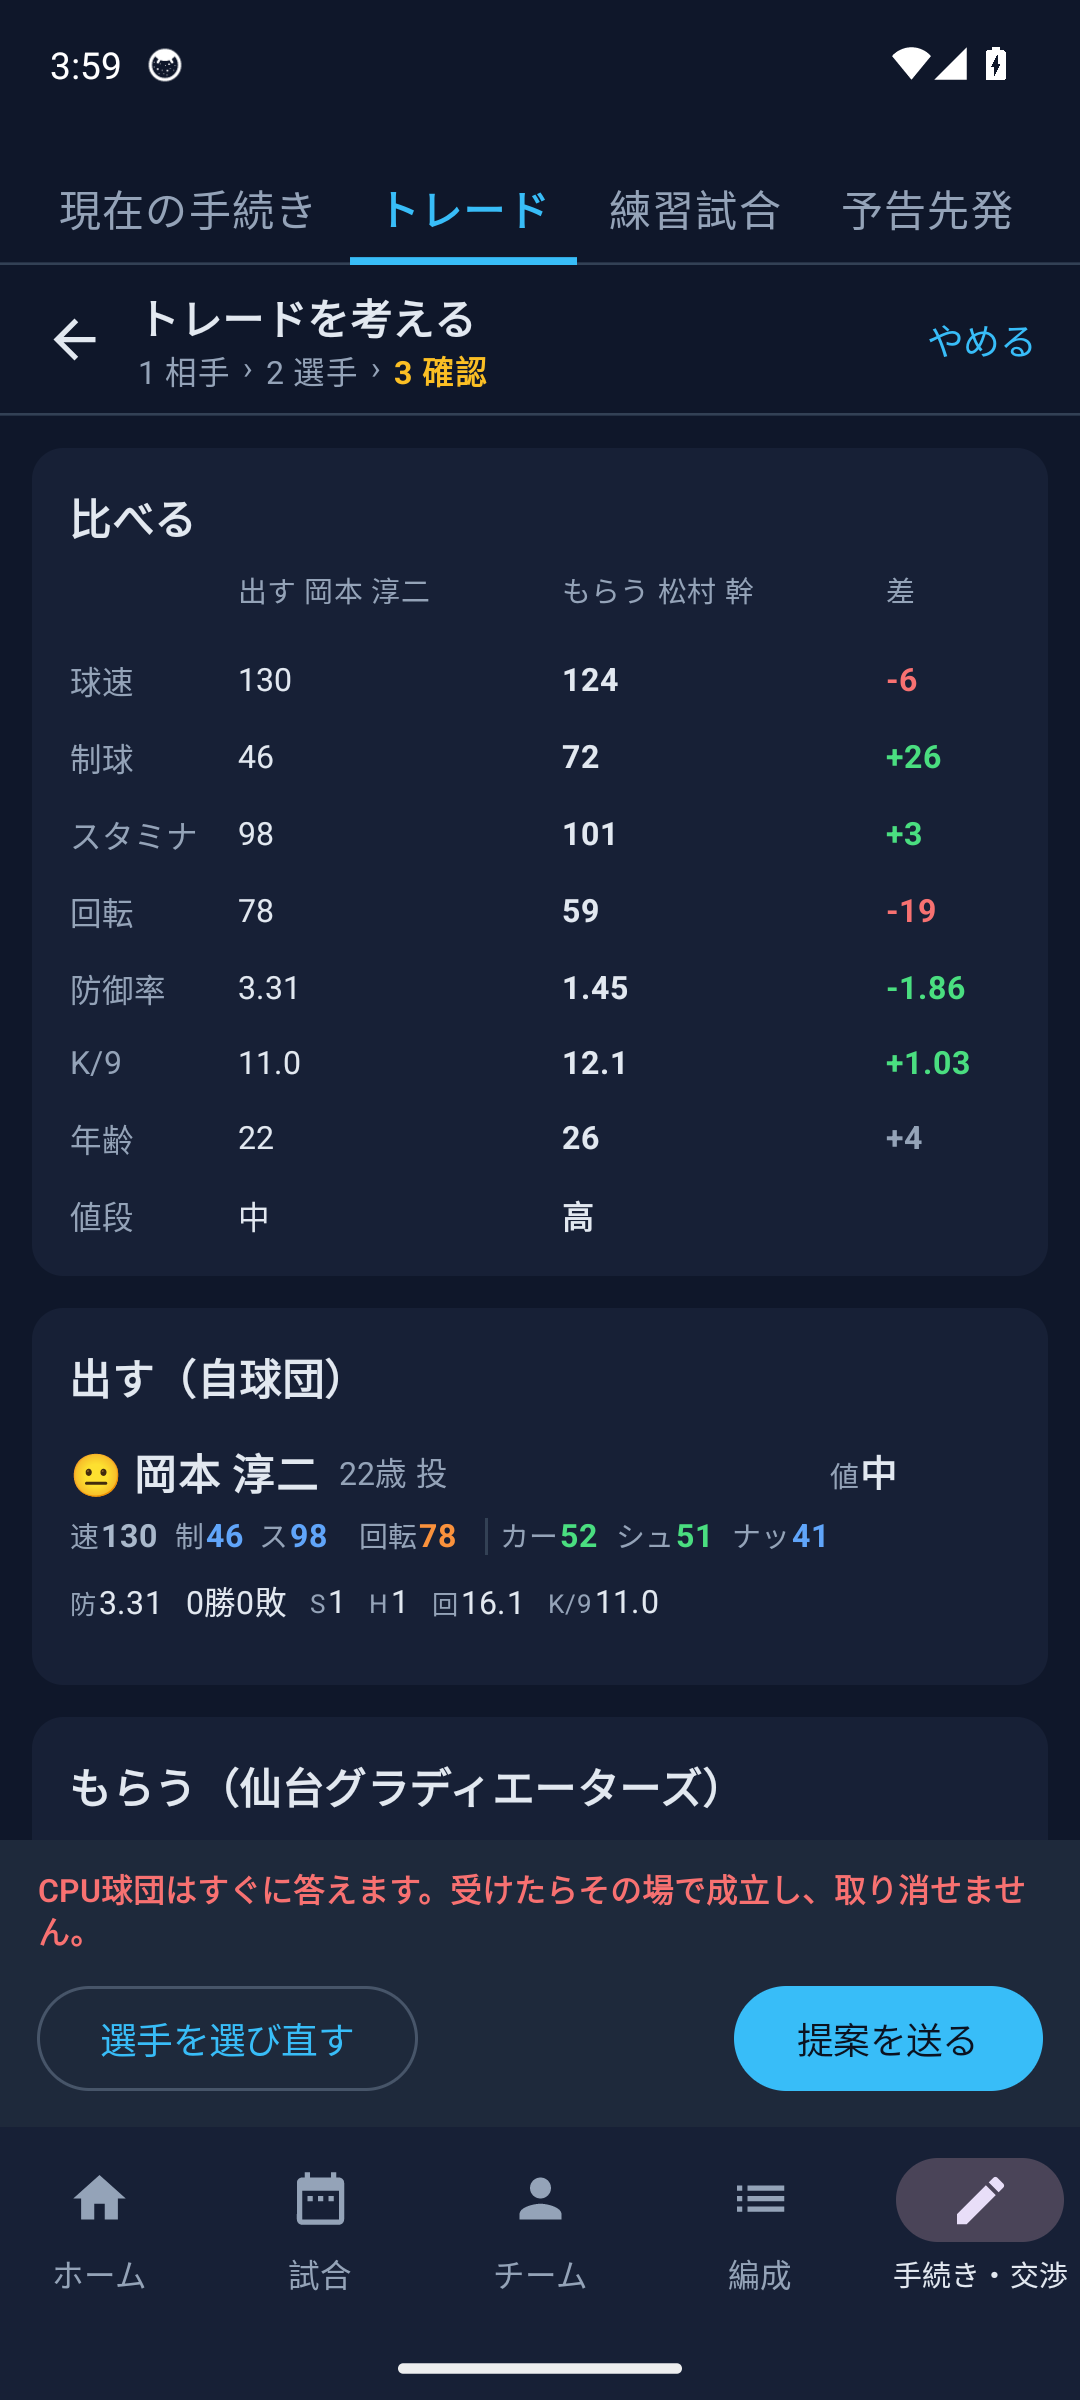 3:59
現在の手続き トレード 練習試合 予告先発
トレードを考える
1 相手 › 2 選手 › 3 確認
やめる
比べる
出す 岡本 淳二 もらう 松村 幹 差
球速 130 124 -6
制球 46 72 +26
スタミナ 98 101 +3
回転 78 59 -19
防御率 3.31 1.45 -1.86
K/9 11.0 12.1 +1.03
年齢 22 26 +4
値段 中 高
出す（自球団）
岡本 淳二 22歳 投 値中
速130 制46 ス98 回転78 カー52 シュ51 ナッ41
防3.31 0勝0敗 S1 H1 回16.1 K/9 11.0
もらう（仙台グラディエーターズ）
CPU球団はすぐに答えます。受けたらその場で成立し、取り消せませ
ん。
選手を選び直す 提案を送る
ホーム 試合 チーム 編成 手続き・交渉